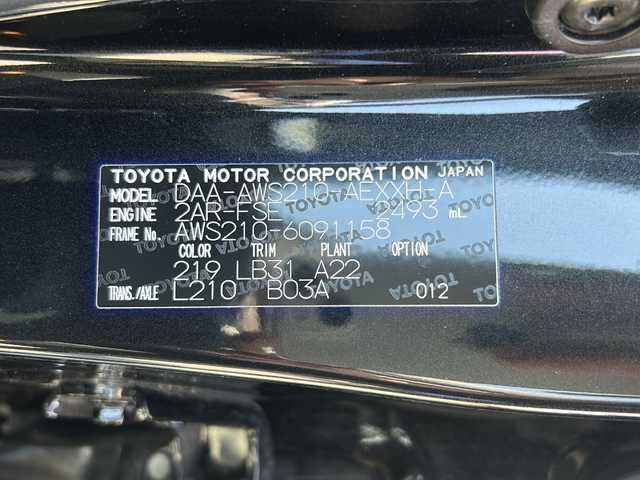 TOYOTA MOTOR CORPORATION JAPAN
MODEL DAA-AWS210-AEXXH-A
ENGINE 2AR-FSE 2493 mL
FRAME No. AWS210-6091158
COLOR TRIM PLANT OPTION
219 LB31 A22
TRANS./AXLE L210 B03A 012